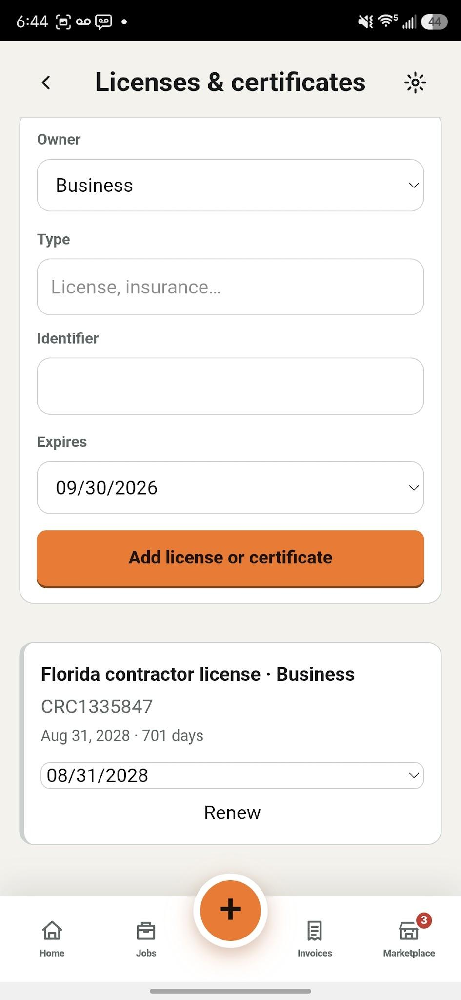 6:44
5
44
Licenses & certificates
Owner
Business
Type
License, insurance...
Identifier
Expires
09/30/2026
Add license or certificate
Florida contractor license · Business
CRC1335847
Aug 31, 2028 · 701 days
08/31/2028
Renew
+
3
Home
Jobs
Invoices
Marketplace